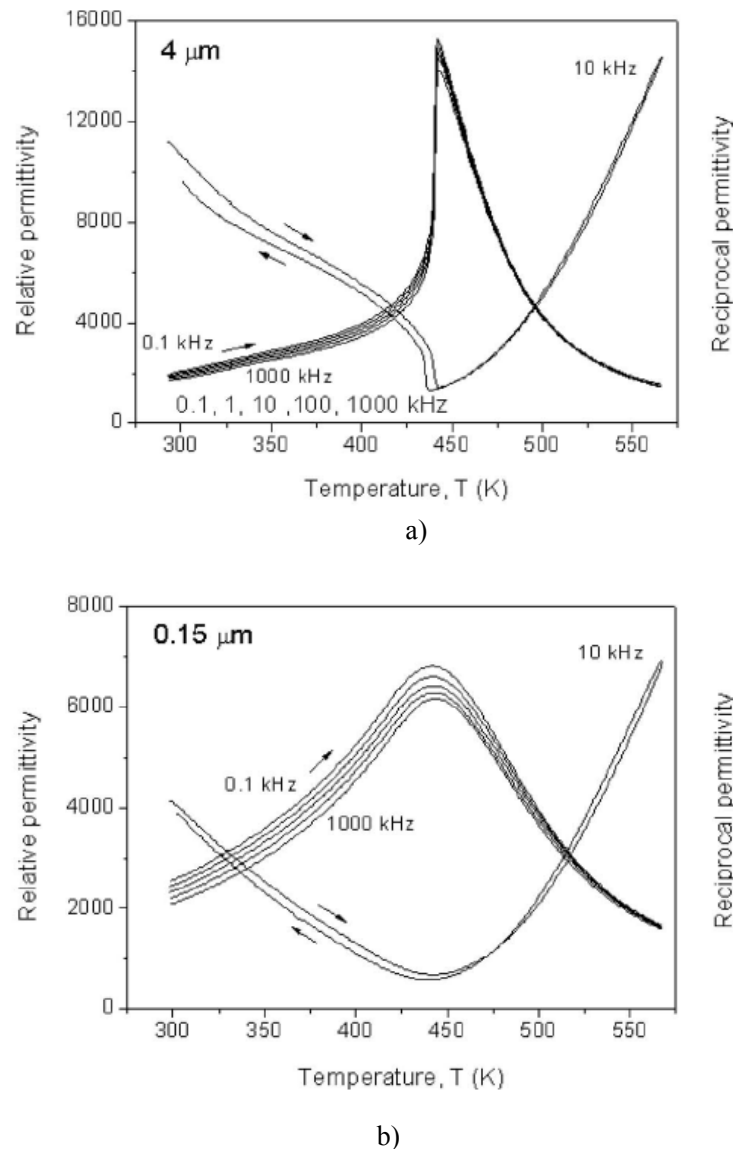 4 μm
16000
12000
8000
4000
0
Relative permittivity
Reciprocal permittivity
10 kHz
0.1 kHz
1000 kHz
0.1, 1, 10 ,100, 1000 kHz
300 350 400 450 500 550
Temperature, T (K)
a)
0.15 μm
8000
6000
4000
2000
0
Relative permittivity
Reciprocal permittivity
10 kHz
0.1 kHz
1000 kHz
300 350 400 450 500 550
Temperature, T (K)
b)